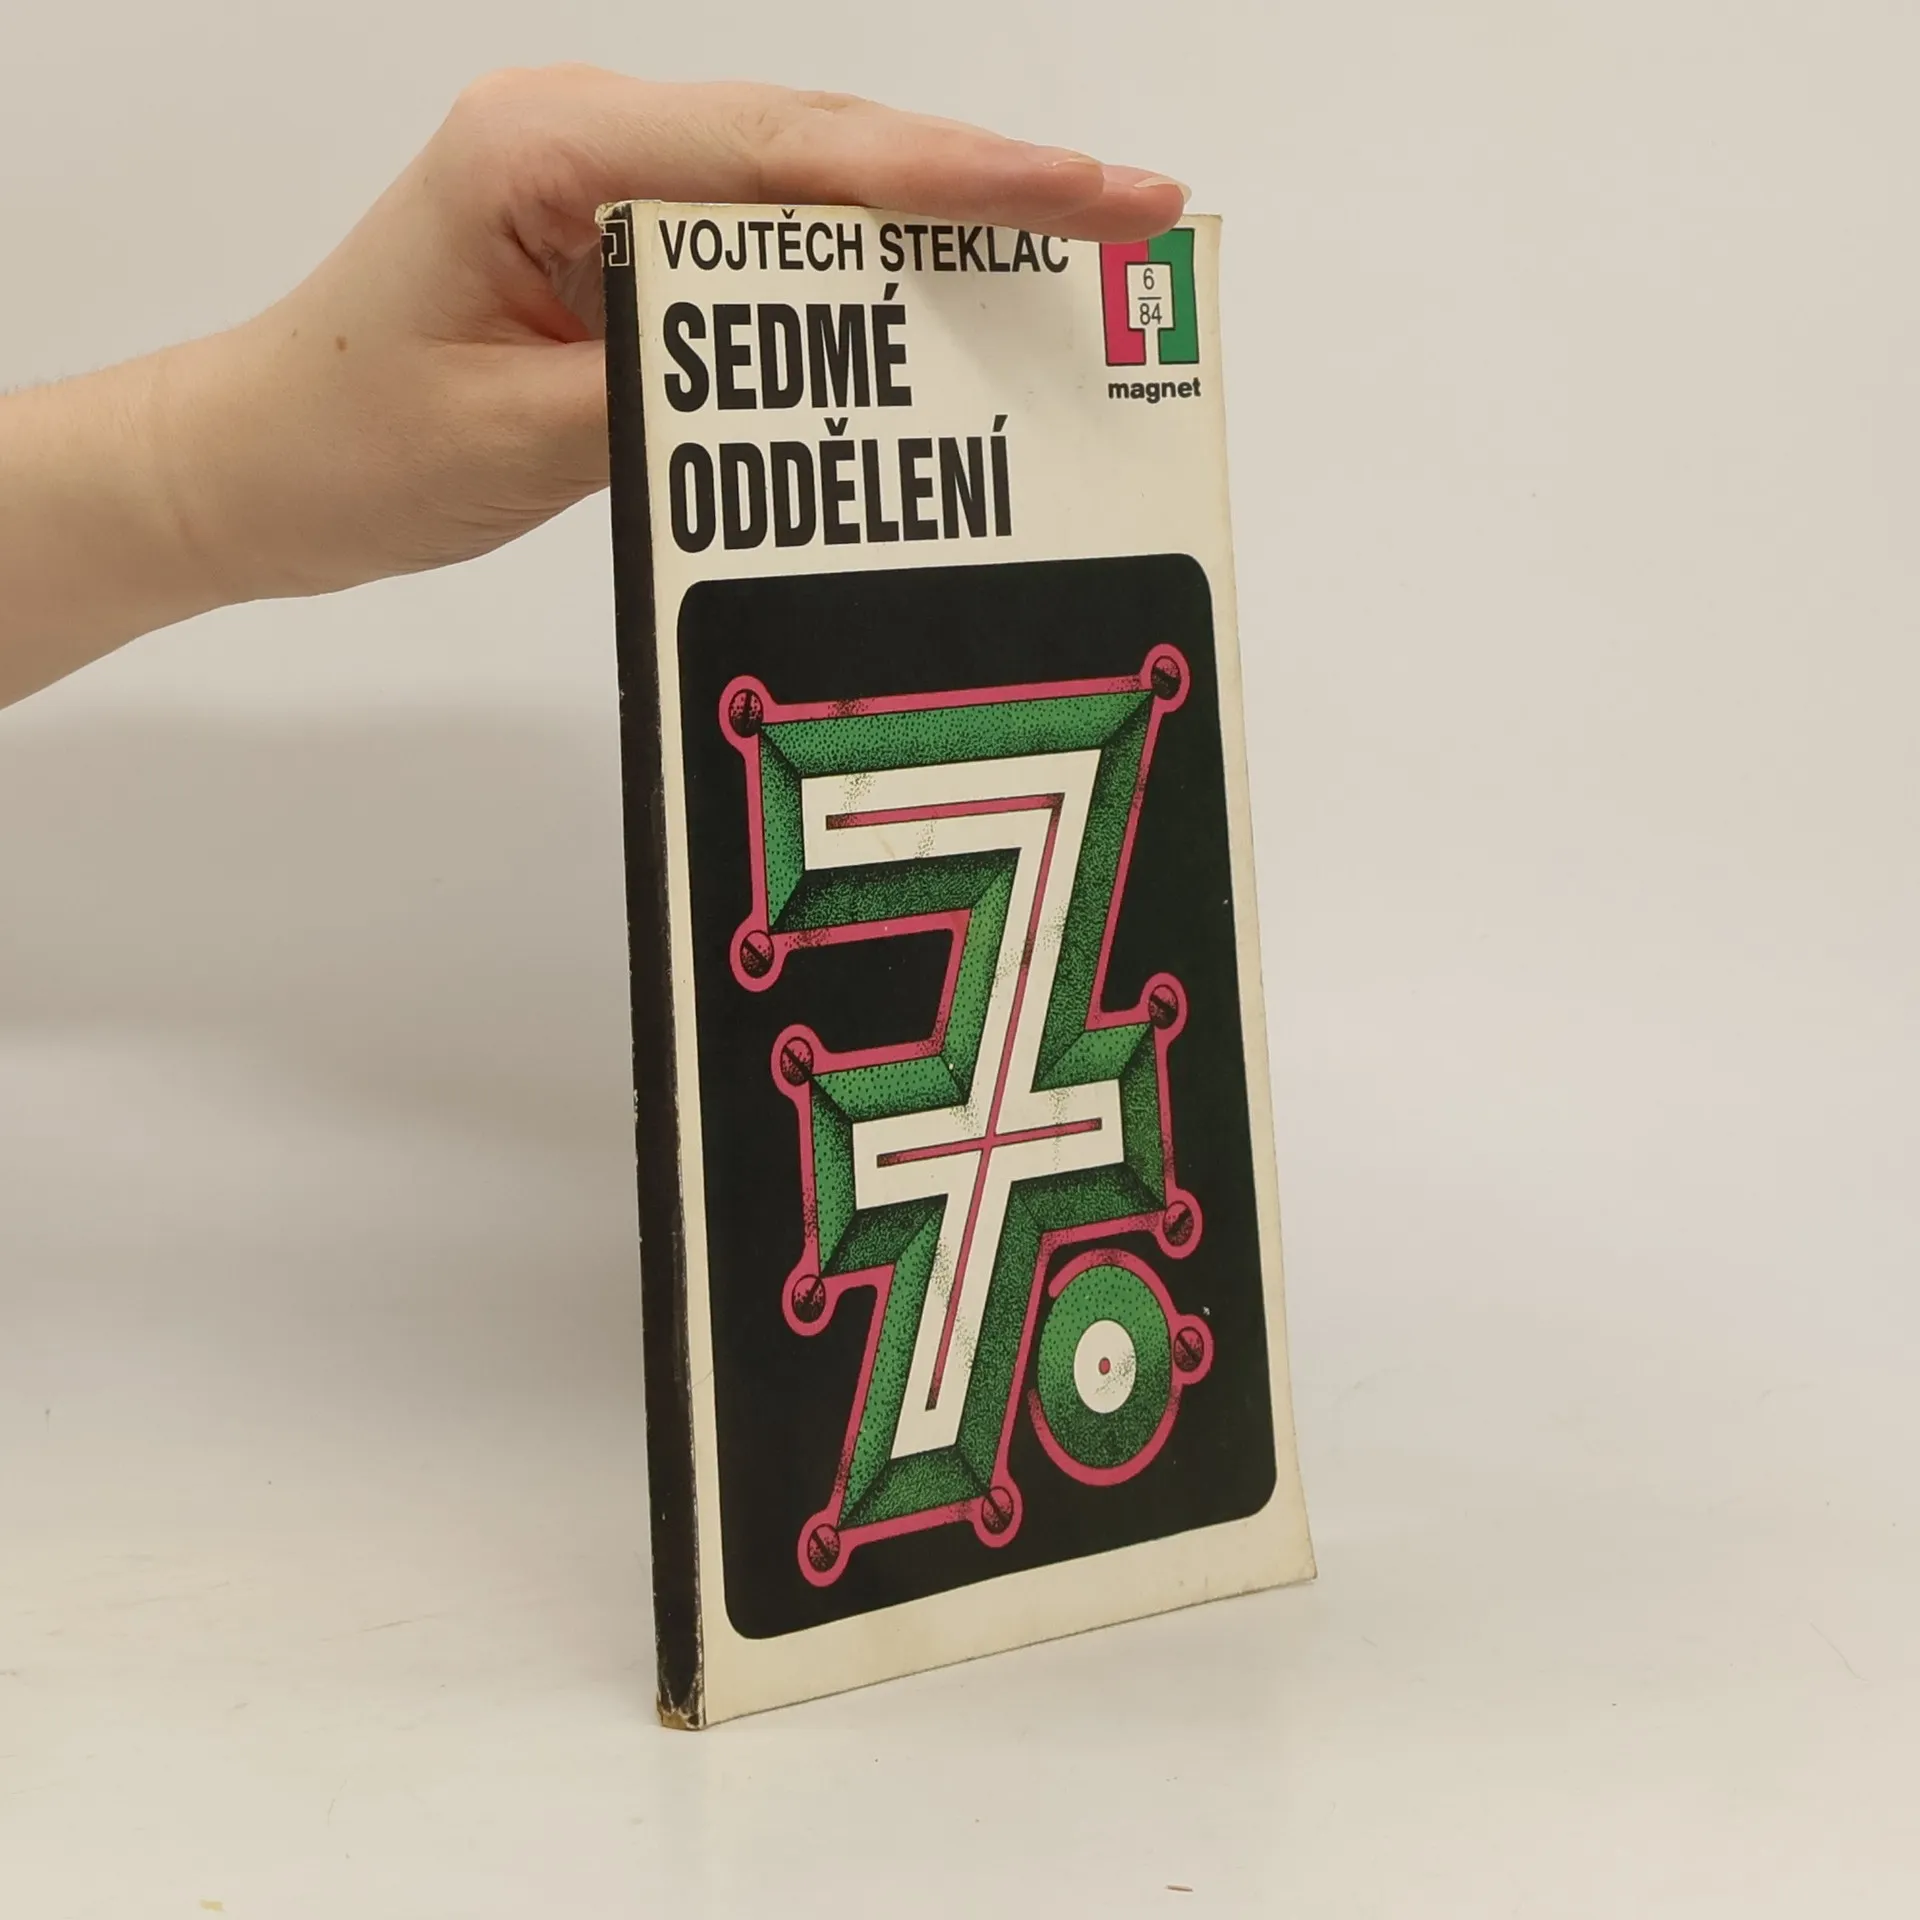 VOJTĚCH STEKLAČ
SEDMÉ
ODDĚLENÍ
6
84
magnet
7.